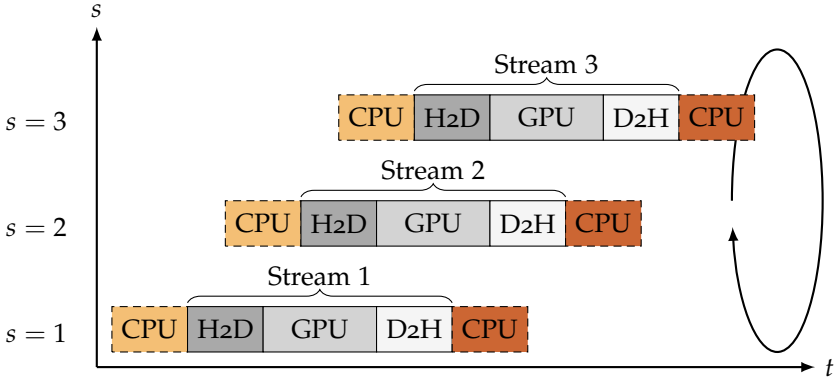 s
Stream 3
s = 3 CPU H2D GPU D2H CPU
Stream 2
s = 2 CPU H2D GPU D2H CPU
Stream 1
s = 1 CPU H2D GPU D2H CPU
t